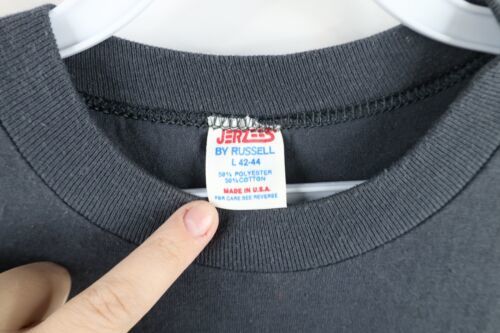 JERZEES
BY RUSSELL
L 42-44
50% POLYESTER
50% COTTON
MADE IN U.S.A.
FOR CARE SEE REVERSE